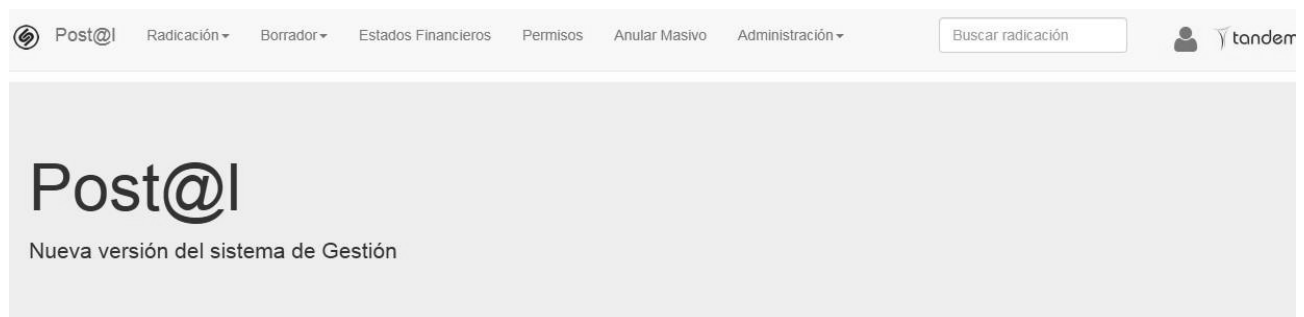 Post@l Radicación Borrador Estados Financieros Permisos Anular Masivo Administración Buscar radicación tandem
Post@l
Nueva versión del sistema de Gestión